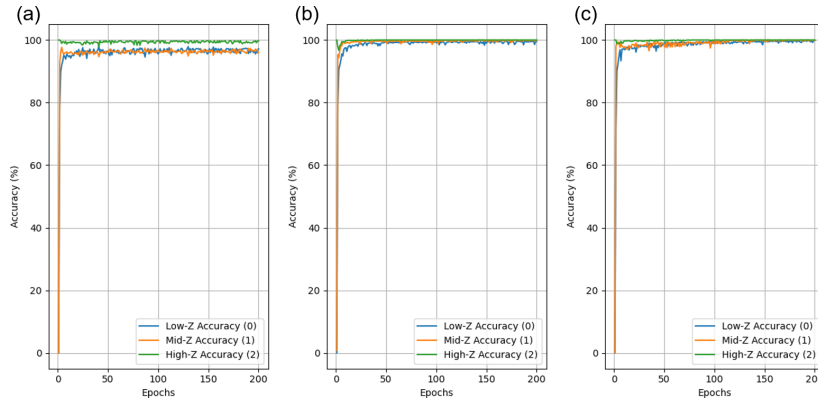 (a)
100
80
60
40
20
0
Accuracy (%)
0 50 100 150 200
Epochs
Low-Z Accuracy (0)
Mid-Z Accuracy (1)
High-Z Accuracy (2)
(b)
100
80
60
40
20
0
Accuracy (%)
0 50 100 150 200
Epochs
Low-Z Accuracy (0)
Mid-Z Accuracy (1)
High-Z Accuracy (2)
(c)
100
80
60
40
20
0
Accuracy (%)
0 50 100 150 200
Epochs
Low-Z Accuracy (0)
Mid-Z Accuracy (1)
High-Z Accuracy (2)